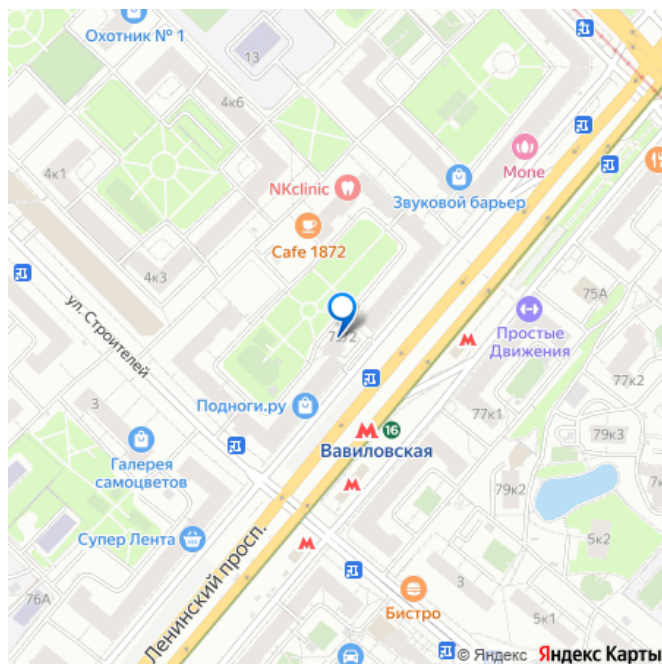 Охотник № 1
13
4к6
Mone
4к1
NKclinic
Звуковой барьер
Cafe 1872
4к3
75А
ул. Строителей
Простые
Движения
77к2
Подноги.ру
3
77к1
16
79к3
Вавиловская
Галерея
самоцветов
79к2
Супер Лента
5к2
Ленинский просп.
76А
3
Бистро
5к1
© Яндекс Яндекс Карты